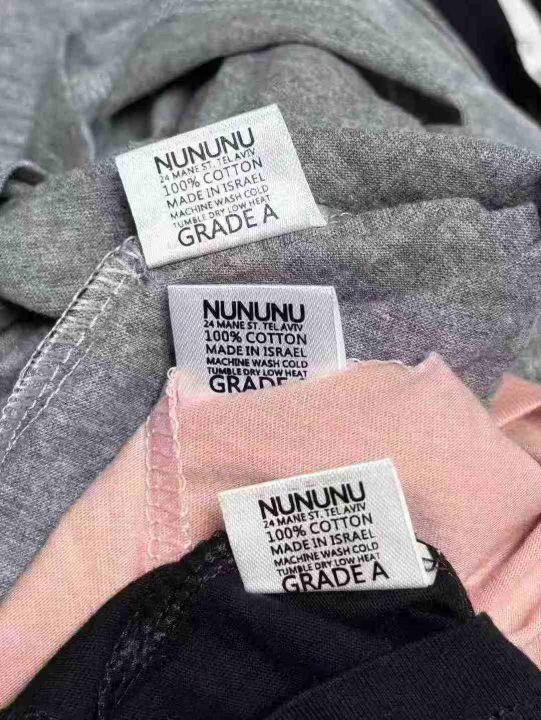 NUNUNU
24 MANE ST. TEL AVIV
100% COTTON
MADE IN ISRAEL
MACHINE WASH COLD
TUMBLE DRY LOW HEAT
GRADE A
NUNUNU
24 MANE ST. TEL AVIV
100% COTTON
MADE IN ISRAEL
MACHINE WASH COLD
TUMBLE DRY LOW HEAT
GRADE
NUNUNU
24 MANE ST. TEL AVIV
100% COTTON
MADE IN ISRAEL
MACHINE WASH COLD
TUMBLE DRY LOW HEAT
GRADE A